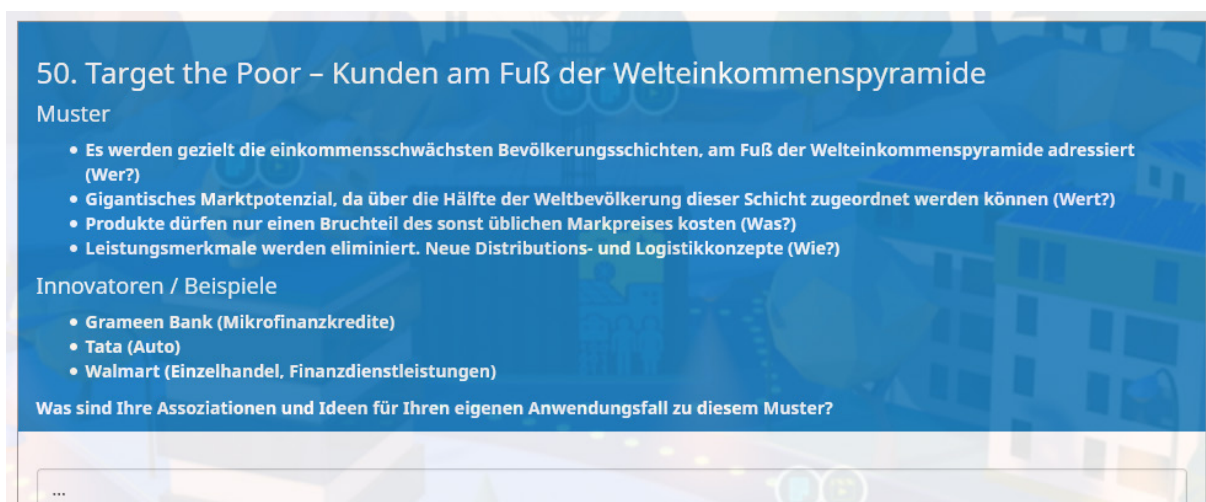 50. Target the Poor – Kunden am Fuß der Welteinkommenspyramide
Muster
• Es werden gezielt die einkommensschwächsten Bevölkerungsschichten, am Fuß der Welteinkommenspyramide adressiert
(Wer?)
• Gigantisches Marktpotenzial, da über die Hälfte der Weltbevölkerung dieser Schicht zugeordnet werden können (Wert?)
• Produkte dürfen nur einen Bruchteil des sonst üblichen Markpreises kosten (Was?)
• Leistungsmerkmale werden eliminiert. Neue Distributions- und Logistikkonzepte (Wie?)
Innovatoren / Beispiele
• Grameen Bank (Mikrofinanzkredite)
• Tata (Auto)
• Walmart (Einzelhandel, Finanzdienstleistungen)
Was sind Ihre Assoziationen und Ideen für Ihren eigenen Anwendungsfall zu diesem Muster?
...